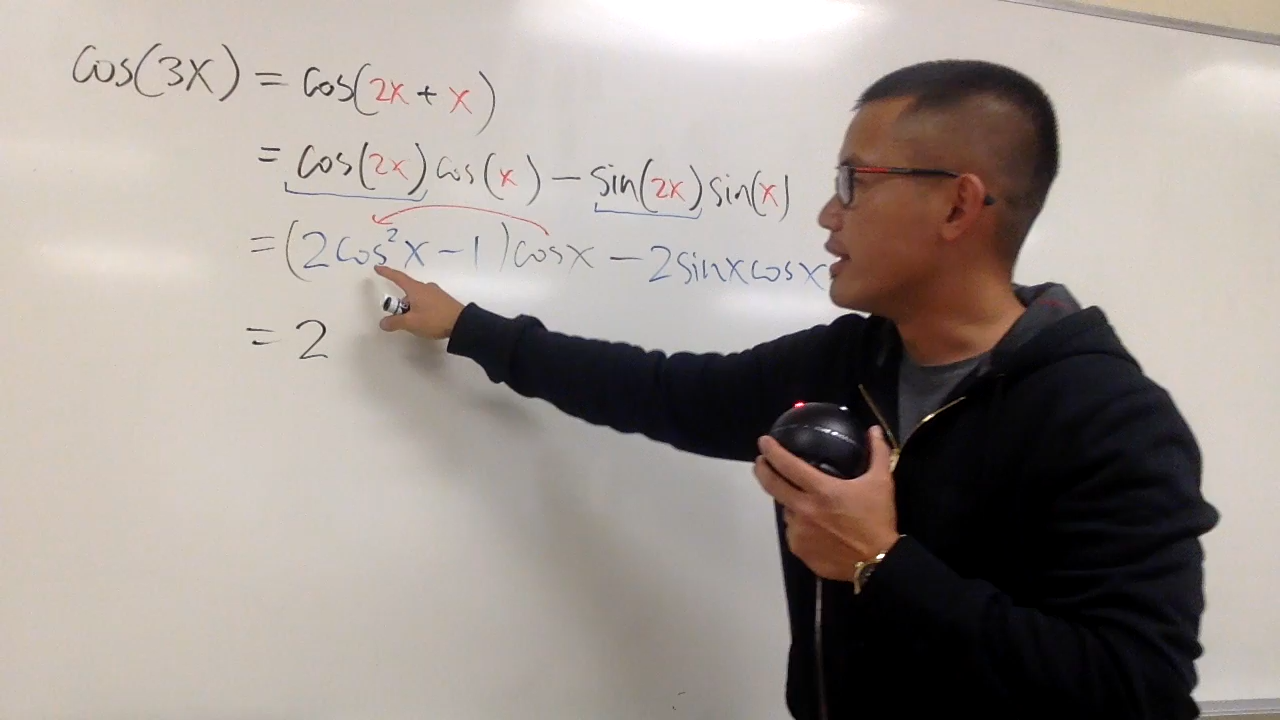 cos(3x) = cos(2x + x)
= cos(2x)cos(x) - sin(2x)sin(x)
= (2cos²x - 1)cosx - 2sinxcosx
= 2